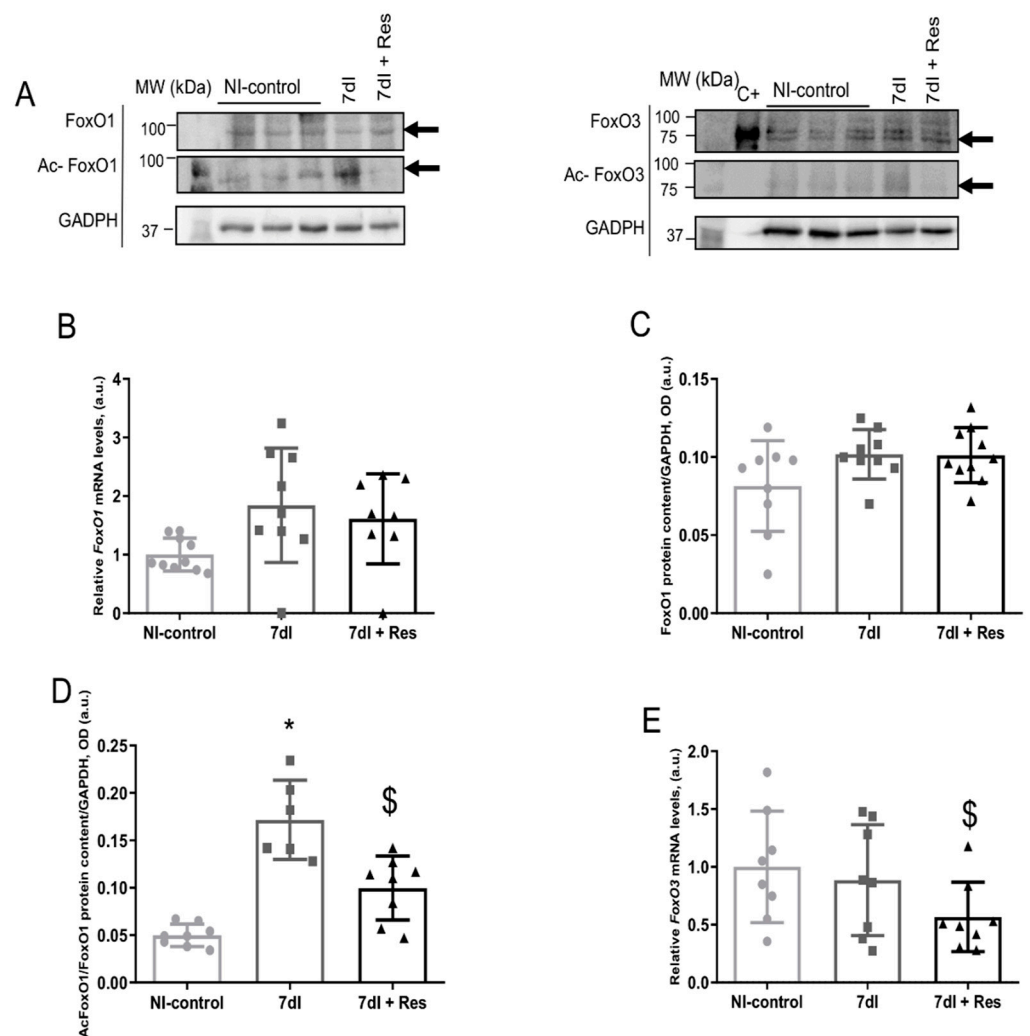 A
MW (kDa)
NI-control
7dI
7dI + Res
FoxO1
100
Ac- FoxO1
100
GADPH
37
MW (kDa)
C+
NI-control
7dI
7dI + Res
FoxO3
100
75
Ac- FoxO3
100
75
GADPH
37
B
Relative FoxO1 mRNA levels, (a.u.)
4
3
2
1
0
NI-control 7dI 7dI + Res
C
FoxO1 protein content/GAPDH, OD (a.u.)
0.15
0.10
0.05
0.00
NI-control 7dI 7dI + Res
D
AcFoxO1/FoxO1 protein content/GAPDH, OD (a.u.)
0.25
0.20
0.15
0.10
0.05
0.00
*
$
NI-control 7dI 7dI + Res
E
Relative FoxO3 mRNA levels, (a.u.)
2.0
1.5
1.0
0.5
0.0
$
NI-control 7dI 7dI + Res